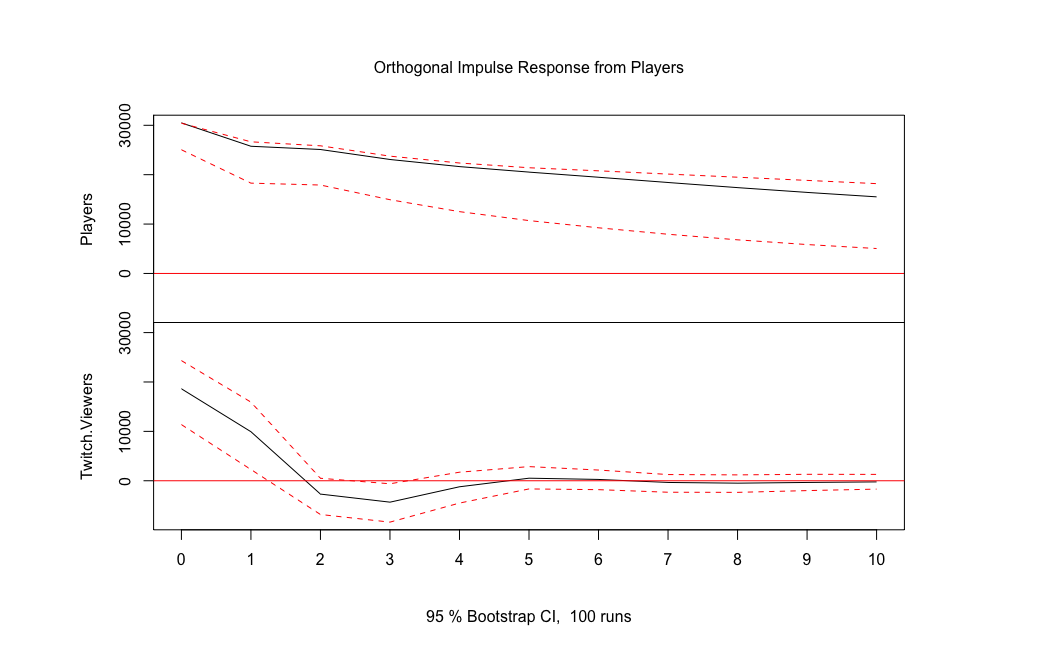 Orthogonal Impulse Response from Players
Players
30000
10000
0
Twitch.Viewers
30000
10000
0
0 1 2 3 4 5 6 7 8 9 10
95 % Bootstrap CI, 100 runs